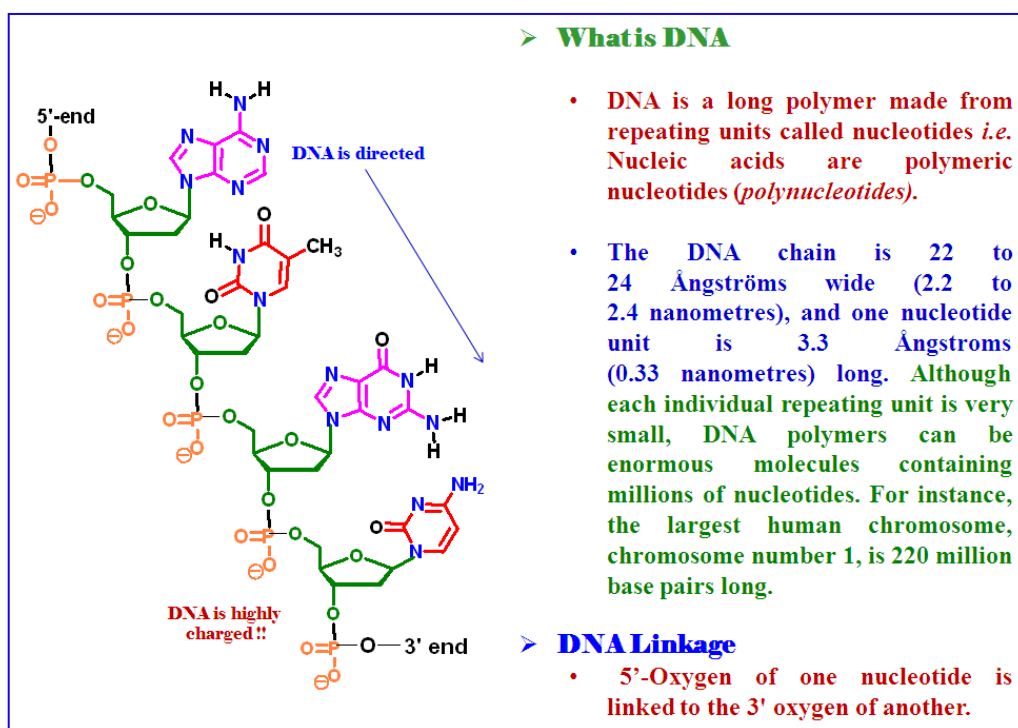 ➢ What is DNA
• DNA is a long polymer made from
repeating units called nucleotides i.e.
Nucleic acids are polymeric
nucleotides (polynucleotides).
• The DNA chain is 22 to
24 Ångströms wide (2.2 to
2.4 nanometres), and one nucleotide
unit is 3.3 Ångstroms
(0.33 nanometres) long. Although
each individual repeating unit is very
small, DNA polymers can be
enormous molecules containing
millions of nucleotides. For instance,
the largest human chromosome,
chromosome number 1, is 220 million
base pairs long.
➢ DNA Linkage
• 5’-Oxygen of one nucleotide is
linked to the 3' oxygen of another.
5'-end
DNA is directed
H H
N
O
N
N
O P O
N
N
O
O
O
H
N
CH3
O
O
N
O P O
O
O
O
O
N
N H
O P O
N
N
N H
O
O
H
O
NH2
N
O P O
O
N
O
O
O
DNA is highly
charged !!
O P O 3' end
O